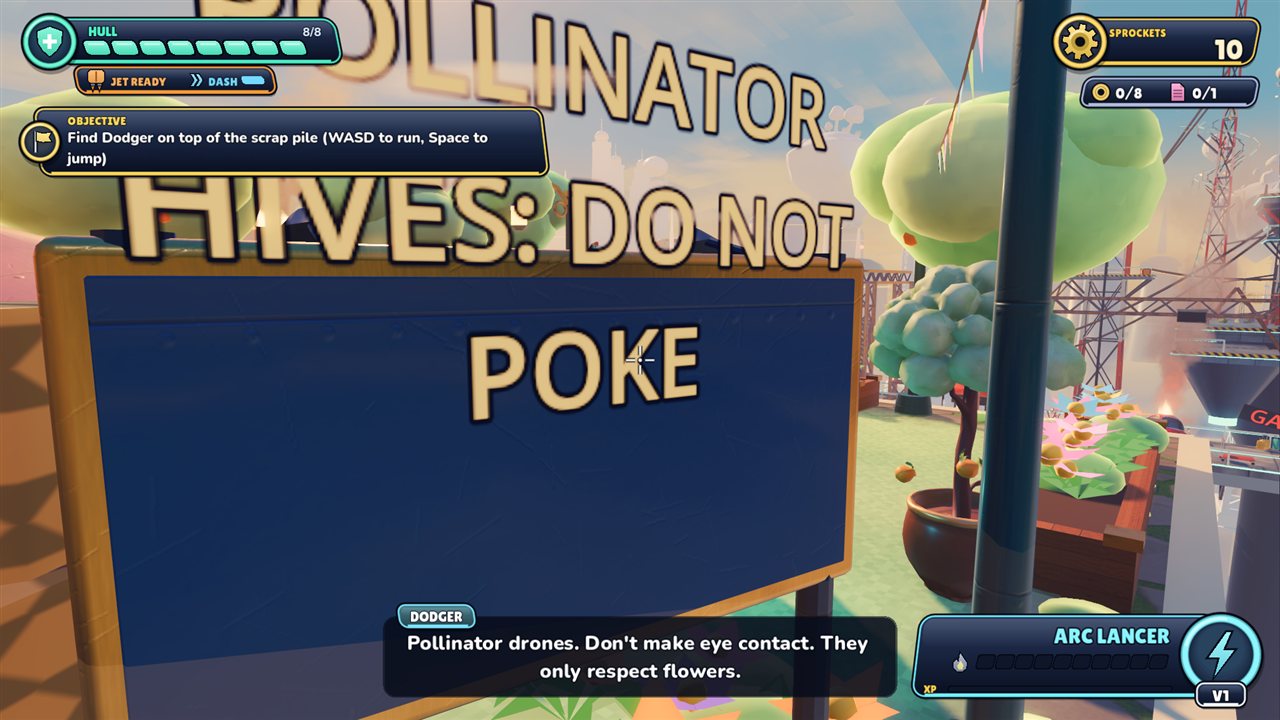 HULL
8/8
JET READY
DASH
OBJECTIVE
Find Dodger on top of the scrap pile (WASD to run, Space to
jump)
SPROCKETS
10
0/8
0/1
POLLINATOR
HIVES: DO NOT
POKE
GA
DODGER
Pollinator drones. Don't make eye contact. They
only respect flowers.
ARC LANCER
XP
V1